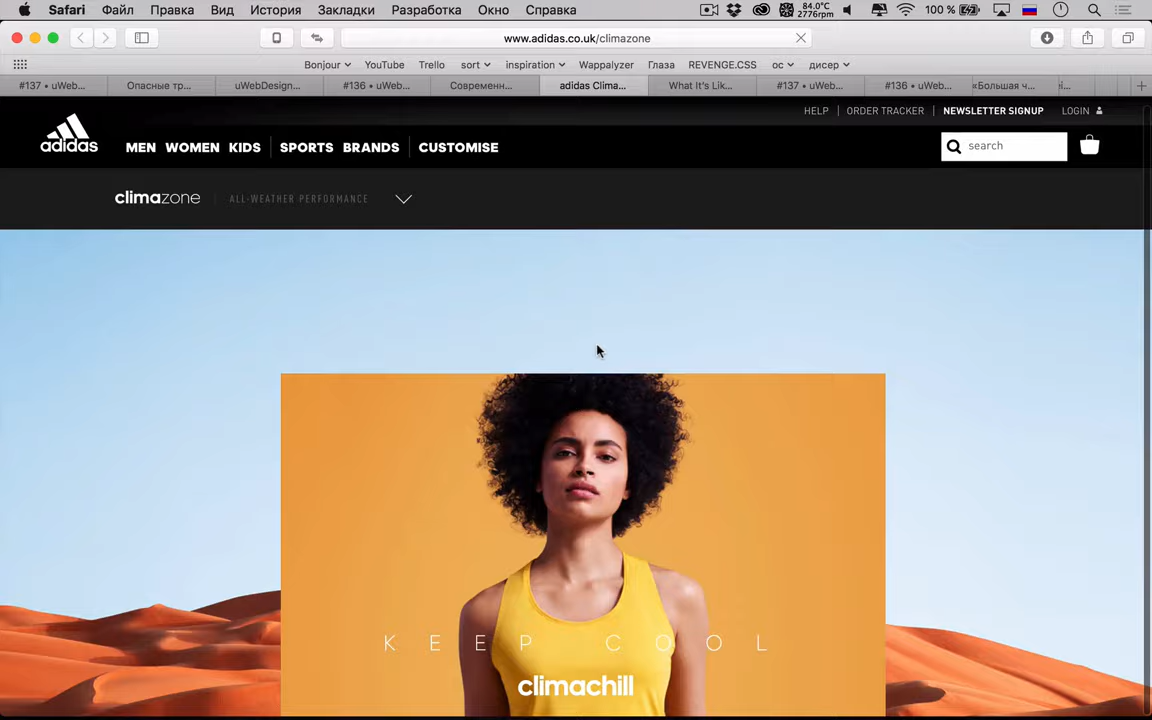 Safari Файл Правка Вид История Закладки Разработка Окно Справка 84.0°C 2776rpm 100 %
www.adidas.co.uk/climazone
Bonjour YouTube Trello sort inspiration Wappalyzer Глаза REVENGE.CSS ос дисер
#137 • uWeb... Опасные тр... uWebDesign... #136 • uWeb... Современн... adidas Clima... What It's Lik... #137 • uWeb... #136 • uWeb... «Большая ч...
HELP ORDER TRACKER NEWSLETTER SIGNUP LOGIN
adidas MEN WOMEN KIDS SPORTS BRANDS CUSTOMISE search
climazone ALL-WEATHER PERFORMANCE
KEEP COOL
climachill